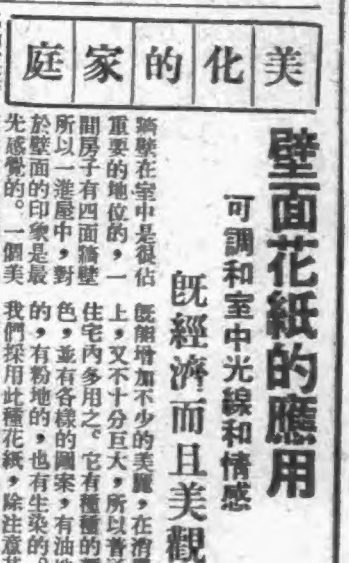 美化的家庭
壁面花紙的應用
可調和室中光線和情感
既經濟而且美觀
牆壁在室中是很佔
重要的地位的，一
間房子有四面牆壁
所以一進屋中，對
於壁面的印象是最
光感覺的。一個美
既能增加不少的美麗，在消
上，又不十分巨大，所以普
住宅內多用之。它有種種的
色，並有各樣的圖案，有油地
的，有粉地的，也有生染的。
我們採用此種花紙，除注意